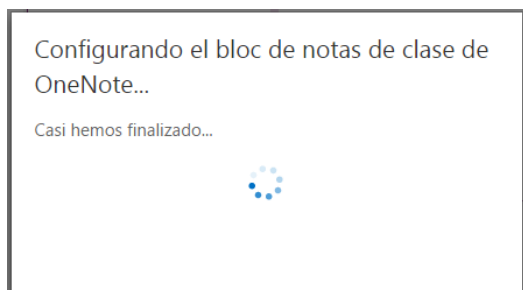 Configurando el bloc de notas de clase de
OneNote...
Casi hemos finalizado...